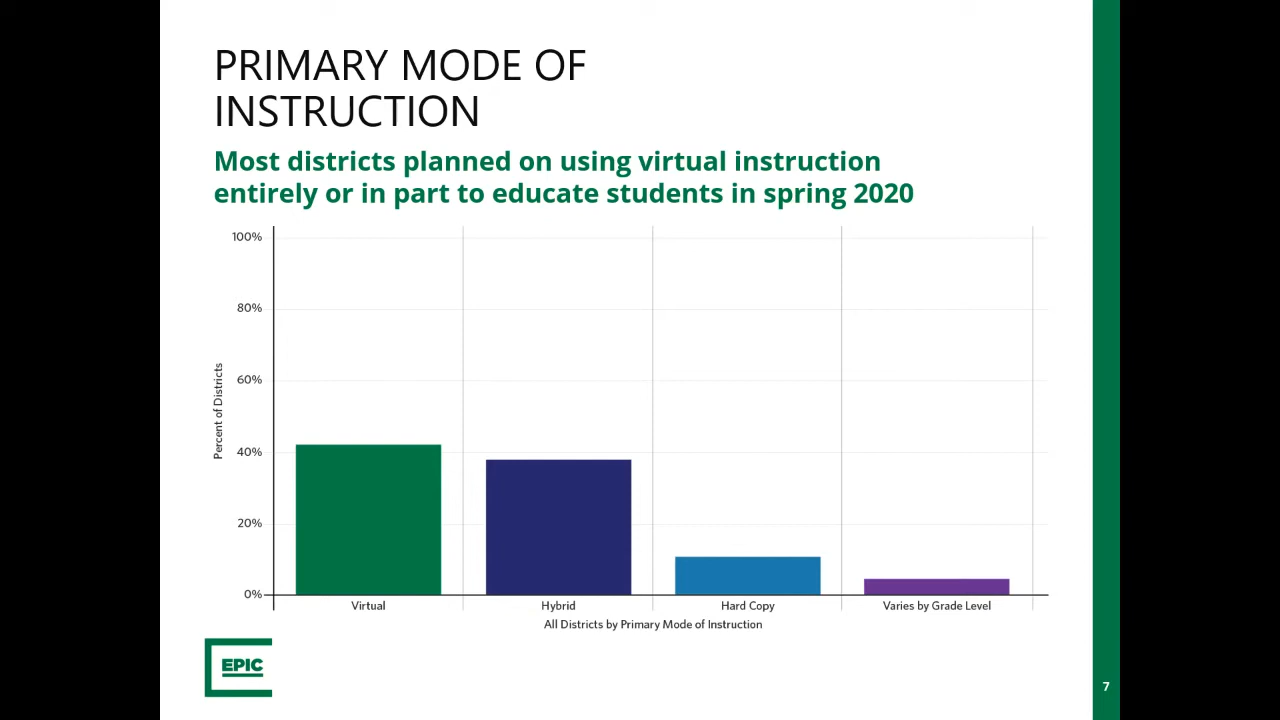 PRIMARY MODE OF
INSTRUCTION
Most districts planned on using virtual instruction
entirely or in part to educate students in spring 2020
100%
80%
60%
40%
20%
0%
Percent of Districts
Virtual
Hybrid
Hard Copy
Varies by Grade Level
All Districts by Primary Mode of Instruction
EPIC
7